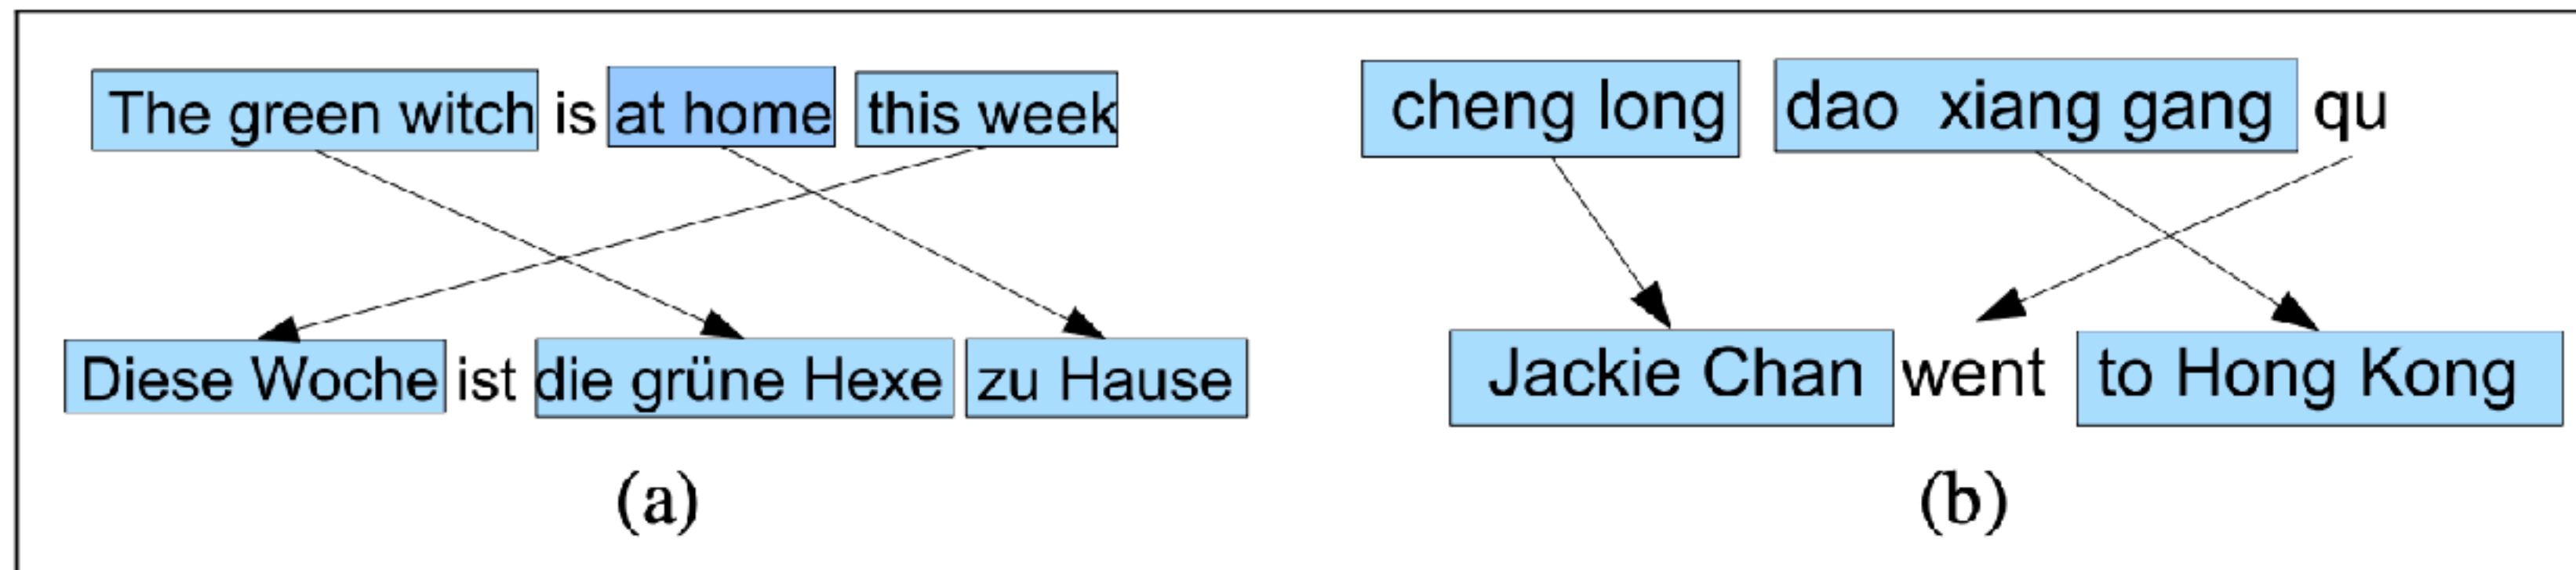 The green witch is at home this week
Diese Woche ist die grüne Hexe zu Hause
(a)
cheng long dao xiang gang qu
Jackie Chan went to Hong Kong
(b)